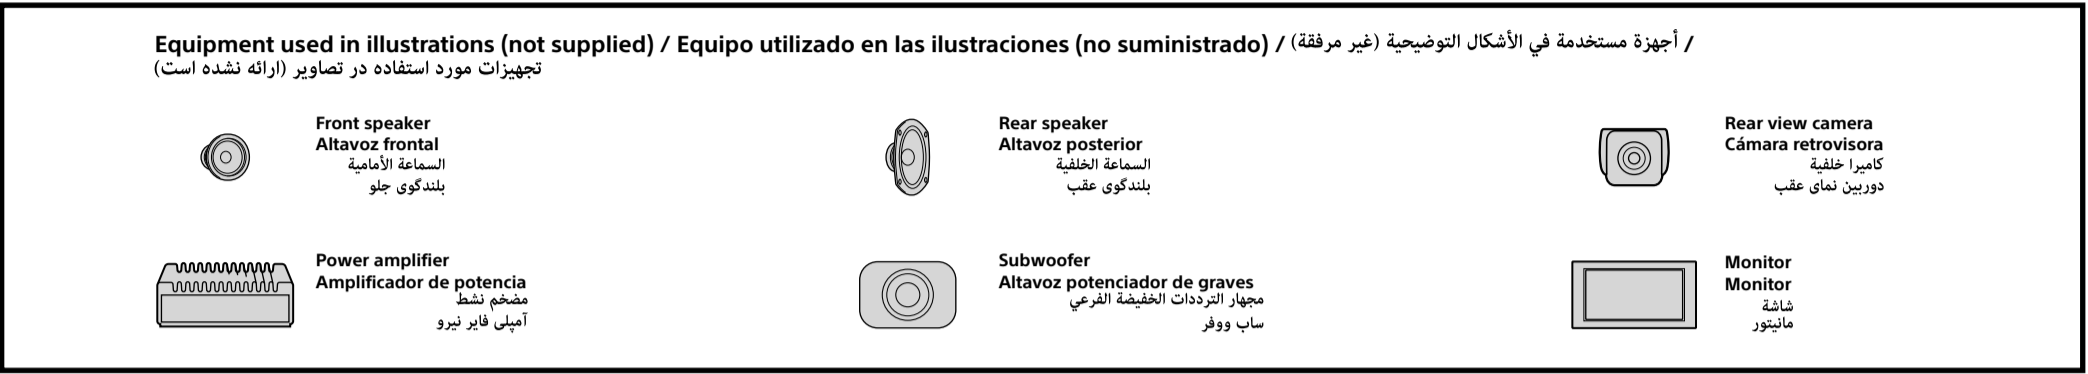 Equipment used in illustrations (not supplied) / Equipo utilizado en las ilustraciones (no suministrado) / أجهزة مستخدمة في الأشكال التوضيحية (غير مرفقة) /
تجهیزات مورد استفاده در تصاویر (ارائه نشده است)
Front speaker
Altavoz frontal
السماعة الأمامية
بلندگوی جلو
Rear speaker
Altavoz posterior
السماعة الخلفية
بلندگوی عقب
Rear view camera
Cámara retrovisora
كاميرا خلفية
دوربین نمای عقب
Power amplifier
Amplificador de potencia
مضخم نشط
آمپلی فایر نیرو
Subwoofer
Altavoz potenciador de graves
مجهار الترددات الخفيضة الفرعي
ساب ووفر
Monitor
Monitor
شاشة
مانیتور